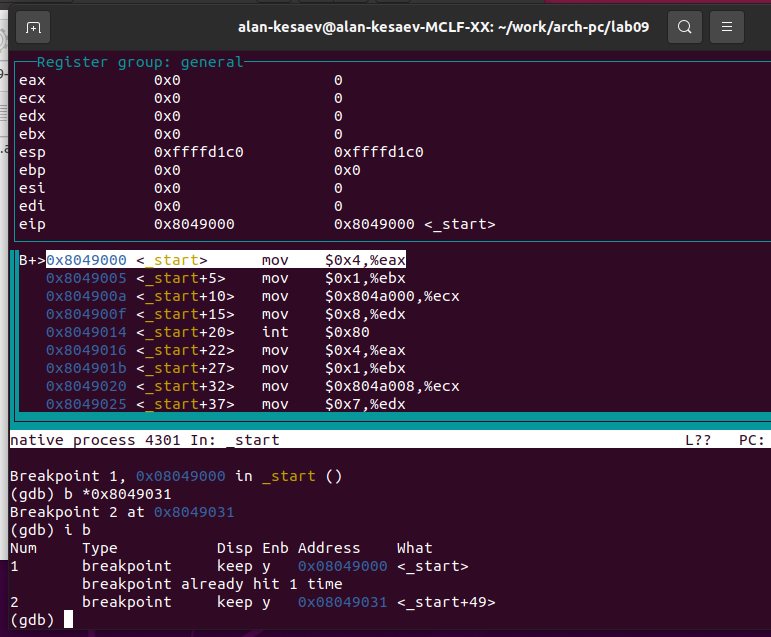 alan-kesaev@alan-kesaev-MCLF-XX: ~/work/arch-pc/lab09
Register group: general
eax 0x0 0
ecx 0x0 0
edx 0x0 0
ebx 0x0 0
esp 0xffffd1c0 0xffffd1c0
ebp 0x0 0x0
esi 0x0 0
edi 0x0 0
eip 0x8049000 0x8049000 <_start>
B+>0x8049000 <_start> mov $0x4,%eax
0x8049005 <_start+5> mov $0x1,%ebx
0x804900a <_start+10> mov $0x804a000,%ecx
0x804900f <_start+15> mov $0x8,%edx
0x8049014 <_start+20> int $0x80
0x8049016 <_start+22> mov $0x4,%eax
0x804901b <_start+27> mov $0x1,%ebx
0x8049020 <_start+32> mov $0x804a008,%ecx
0x8049025 <_start+37> mov $0x7,%edx
native process 4301 In: _start L?? PC:
Breakpoint 1, 0x08049000 in _start ()
(gdb) b *0x8049031
Breakpoint 2 at 0x8049031
(gdb) i b
Num Type Disp Enb Address What
1 breakpoint keep y 0x08049000 <_start>
breakpoint already hit 1 time
2 breakpoint keep y 0x08049031 <_start+49>
(gdb)